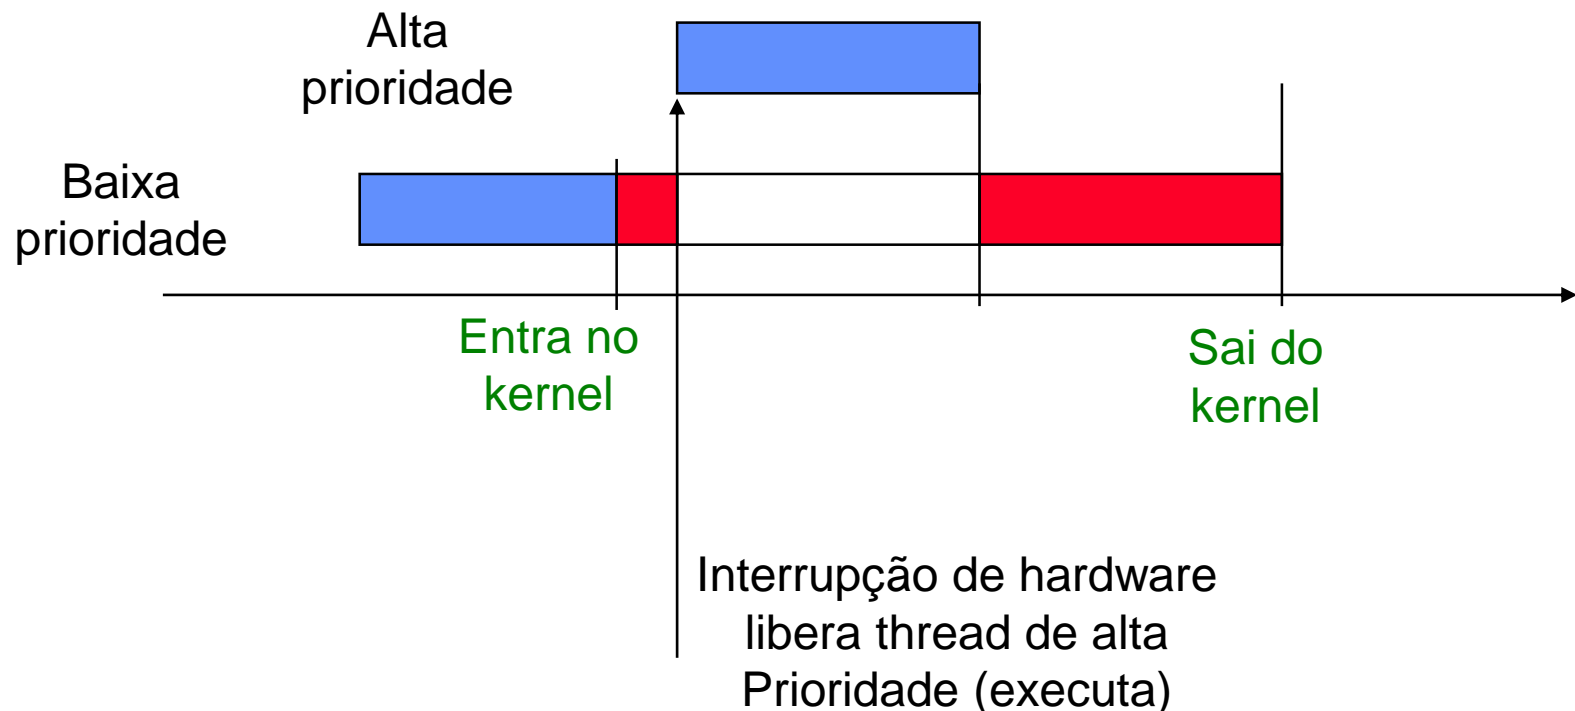 Alta
prioridade
Baixa
prioridade
Entra no
kernel
Sai do
kernel
Interrupção de hardware
libera thread de alta
Prioridade (executa)